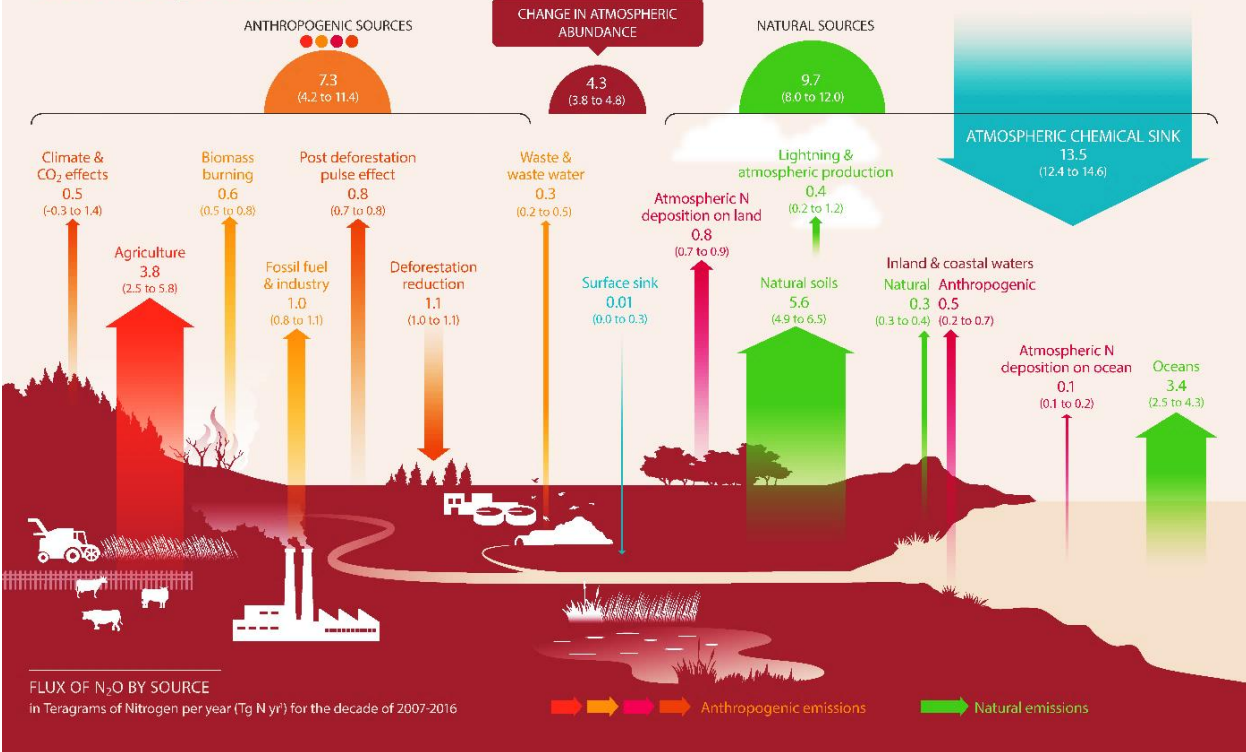 ANTHROPOGENIC SOURCES
7.3
(4.2 to 11.4)
CHANGE IN ATMOSPHERIC
ABUNDANCE
4.3
(3.8 to 4.8)
NATURAL SOURCES
9.7
(8.0 to 12.0)
ATMOSPHERIC CHEMICAL SINK
13.5
(12.4 to 14.6)
Climate &
CO₂ effects
0.5
(-0.3 to 1.4)
Agriculture
3.8
(2.5 to 5.8)
Biomass
burning
0.6
(0.5 to 0.8)
Fossil fuel
& industry
1.0
(0.8 to 1.1)
Post deforestation
pulse effect
0.8
(0.7 to 0.8)
Deforestation
reduction
1.1
(1.0 to 1.1)
Waste &
waste water
0.3
(0.2 to 0.5)
Surface sink
0.01
(0.0 to 0.3)
Atmospheric N
deposition on land
0.8
(0.7 to 0.9)
Lightning &
atmospheric production
0.4
(0.2 to 1.2)
Natural soils
5.6
(4.9 to 6.5)
Inland & coastal waters
Natural Anthropogenic
0.3 0.5
(0.3 to 0.4) (0.2 to 0.7)
Atmospheric N
deposition on ocean
0.1
(0.1 to 0.2)
Oceans
3.4
(2.5 to 4.3)
FLUX OF N₂O BY SOURCE
in Teragrams of Nitrogen per year (Tg N yr¹) for the decade of 2007-2016
Anthropogenic emissions
Natural emissions